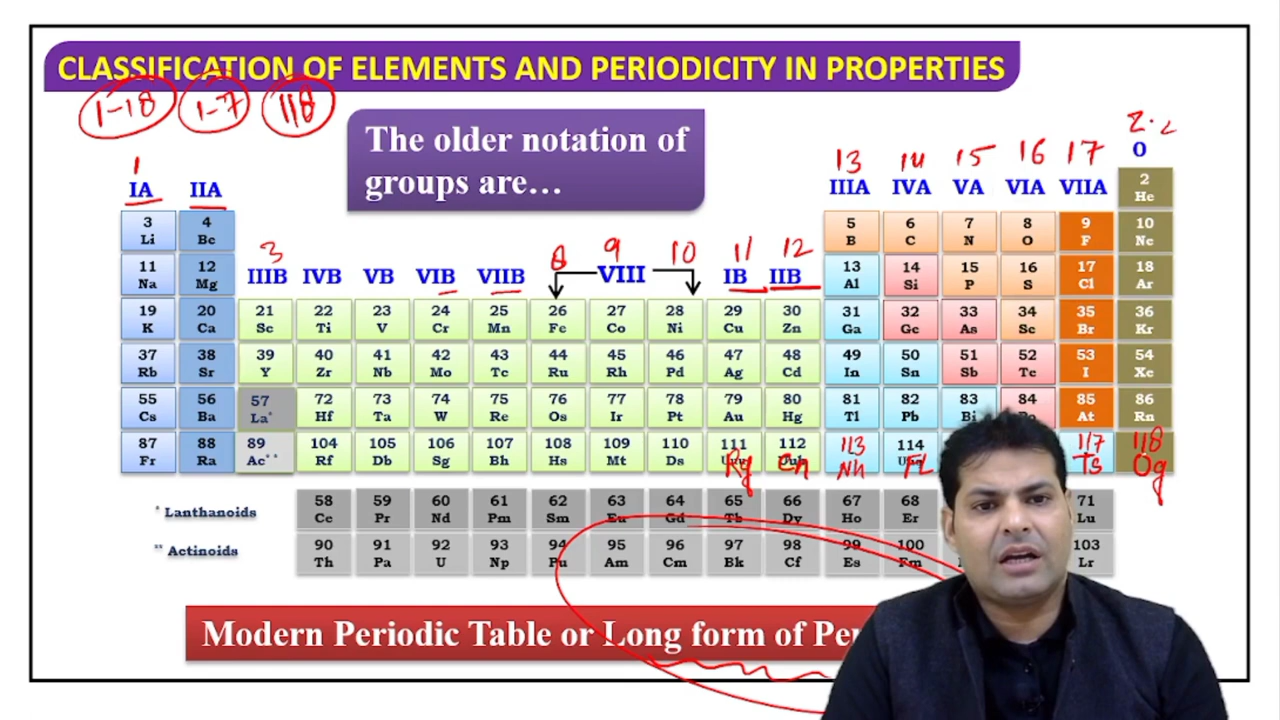 CLASSIFICATION OF ELEMENTS AND PERIODICITY IN PROPERTIES
1-18 1-7 118
The older notation of
groups are...
1 13 14 15 16 17
IA IIA IIIA IVA VA VIA VIIA O
2 He
3 Li 4 Be 5 B 6 C 7 N 8 O 9 F 10 Ne
3 8 9 10 11 12
IIIB IVB VB VIB VIIB VIII IB IIB
11 Na 12 Mg 13 Al 14 Si 15 P 16 S 17 Cl 18 Ar
19 K 20 Ca 21 Sc 22 Ti 23 V 24 Cr 25 Mn 26 Fe 27 Co 28 Ni 29 Cu 30 Zn 31 Ga 32 Ge 33 As 34 Se 35 Br 36 Kr
37 Rb 38 Sr 39 Y 40 Zr 41 Nb 42 Mo 43 Tc 44 Ru 45 Rh 46 Pd 47 Ag 48 Cd 49 In 50 Sn 51 Sb 52 Te 53 I 54 Xe
55 Cs 56 Ba 57 La* 72 Hf 73 Ta 74 W 75 Re 76 Os 77 Ir 78 Pt 79 Au 80 Hg 81 Tl 82 Pb 83 Bi 84 Po 85 At 86 Rn
87 Fr 88 Ra 89 Ac** 104 Rf 105 Db 106 Sg 107 Bh 108 Hs 109 Mt 110 Ds 111 Rg 112 Cn 113 Nh 114 FL 117 Ts 118 Og
* Lanthanoids 58 Ce 59 Pr 60 Nd 61 Pm 62 Sm 63 Eu 64 Gd 65 Tb 66 Dy 67 Ho 68 Er 71 Lu
** Actinoids 90 Th 91 Pa 92 U 93 Np 94 Pu 95 Am 96 Cm 97 Bk 98 Cf 99 Es 100 Fm 103 Lr
Modern Periodic Table or Long form of